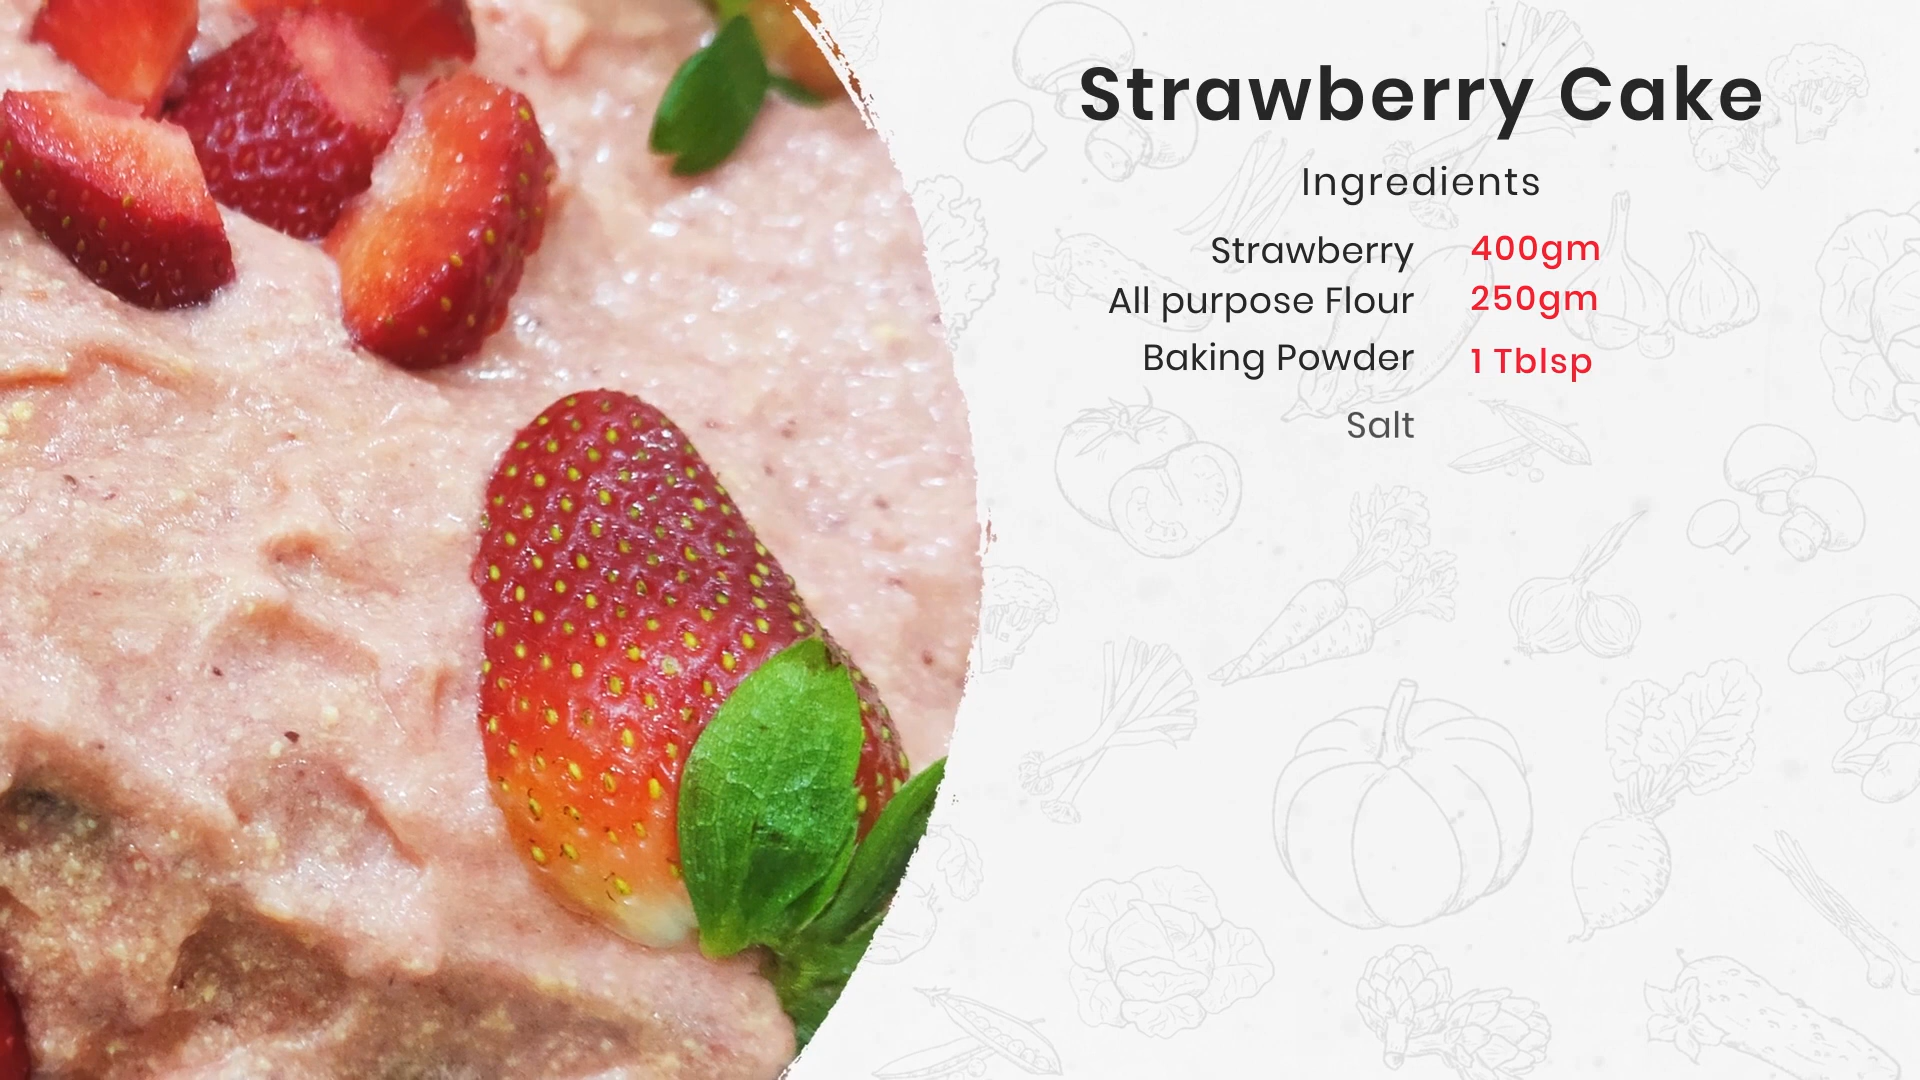 Strawberry Cake
Ingredients
Strawberry 400gm
All purpose Flour 250gm
Baking Powder 1 Tblsp
Salt